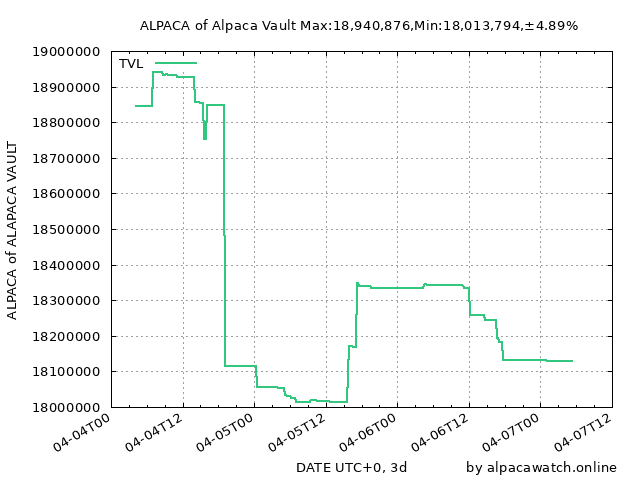 ALPACA of Alpaca Vault Max:18,940,876,Min:18,013,794,±4.89%
TVL
19000000
18900000
18800000
18700000
18600000
18500000
18400000
18300000
18200000
18100000
18000000
ALPACA of ALAPACA VAULT
04-04T00
04-04T12
04-05T00
04-05T12
04-06T00
04-06T12
04-07T00
04-07T12
DATE UTC+0, 3d
by alpacawatch.online